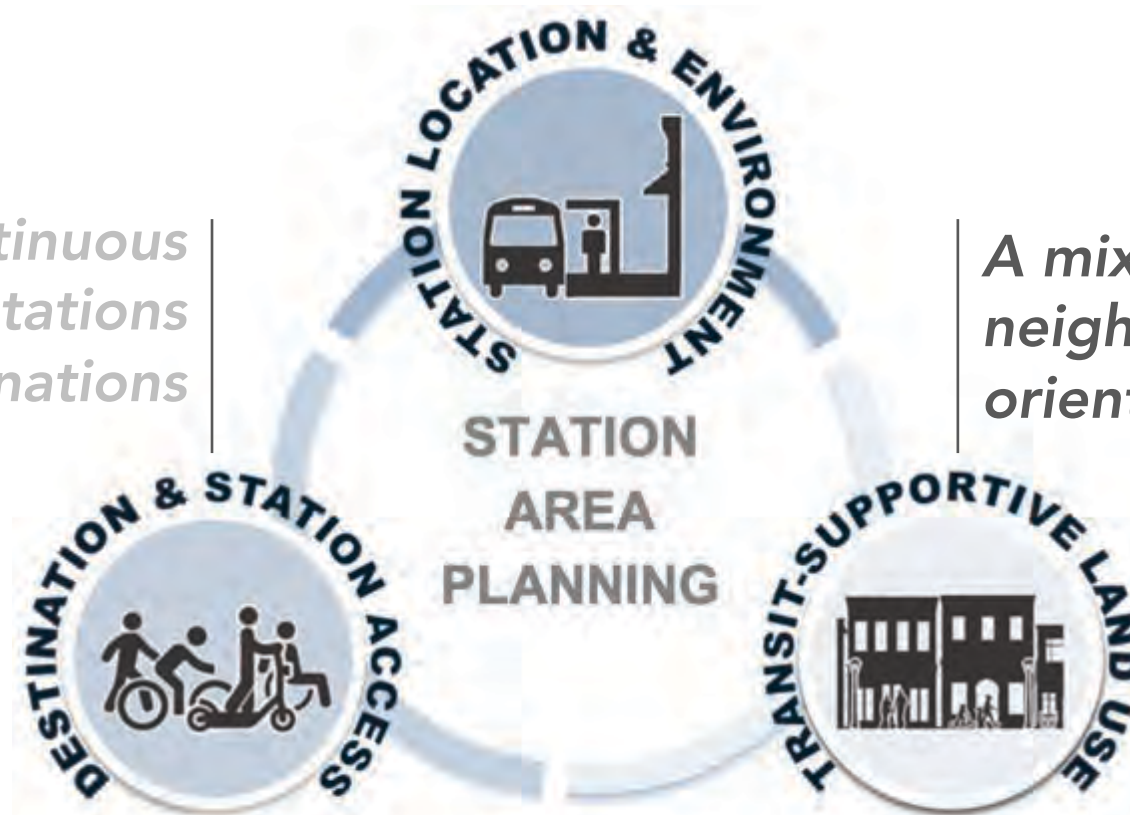 STATION LOCATION & ENVIRONMENT
tinuous
tations
nations
A mix
neigh
orient
STATION
AREA
PLANNING
DESTINATION & STATION ACCESS
TRANSIT-SUPPORTIVE LAND USE